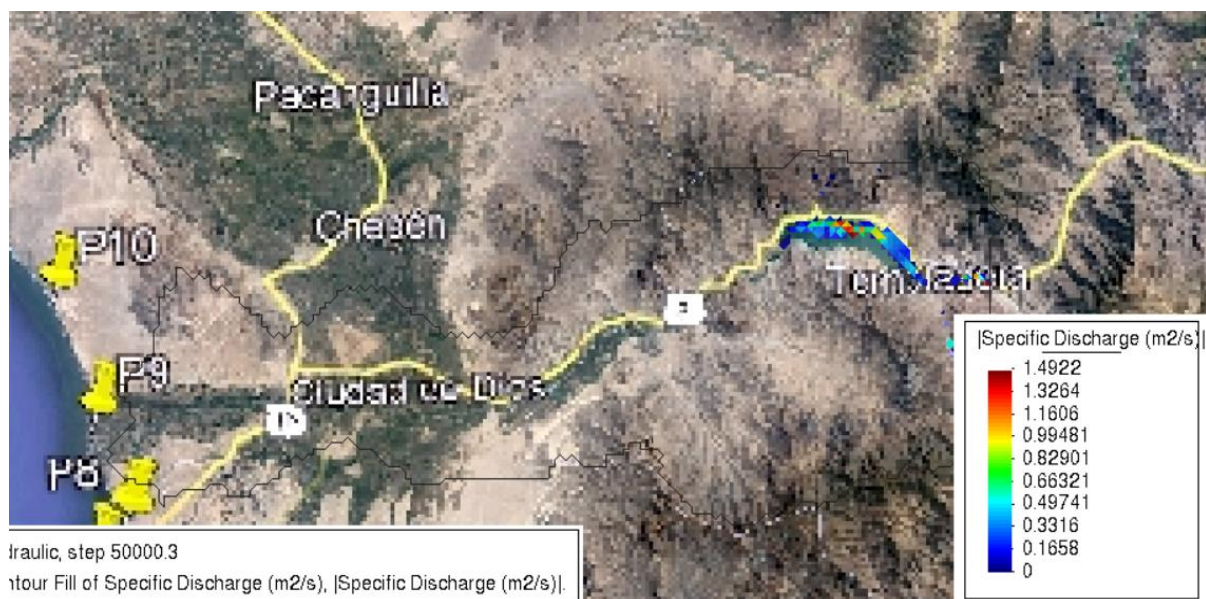 Pacanguilla
P10
Chepén
P9
Ciudad de Dios
P8
|Specific Discharge (m2/s)|
1.4922
1.3264
1.1606
0.99481
0.82901
0.66321
0.49741
0.3316
0.1658
0
draulic, step 50000.3
ntour Fill of Specific Discharge (m2/s), |Specific Discharge (m2/s)|.